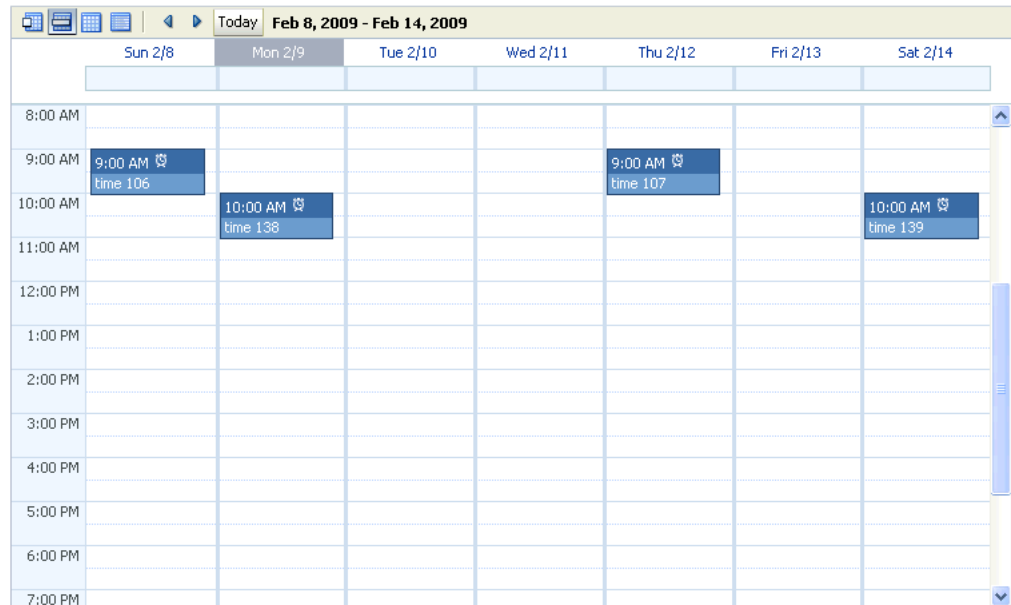 Today Feb 8, 2009 - Feb 14, 2009
Sun 2/8 Mon 2/9 Tue 2/10 Wed 2/11 Thu 2/12 Fri 2/13 Sat 2/14
8:00 AM
9:00 AM 9:00 AM 9:00 AM
time 106 time 107
10:00 AM 10:00 AM 10:00 AM
time 138 time 139
11:00 AM
12:00 PM
1:00 PM
2:00 PM
3:00 PM
4:00 PM
5:00 PM
6:00 PM
7:00 PM